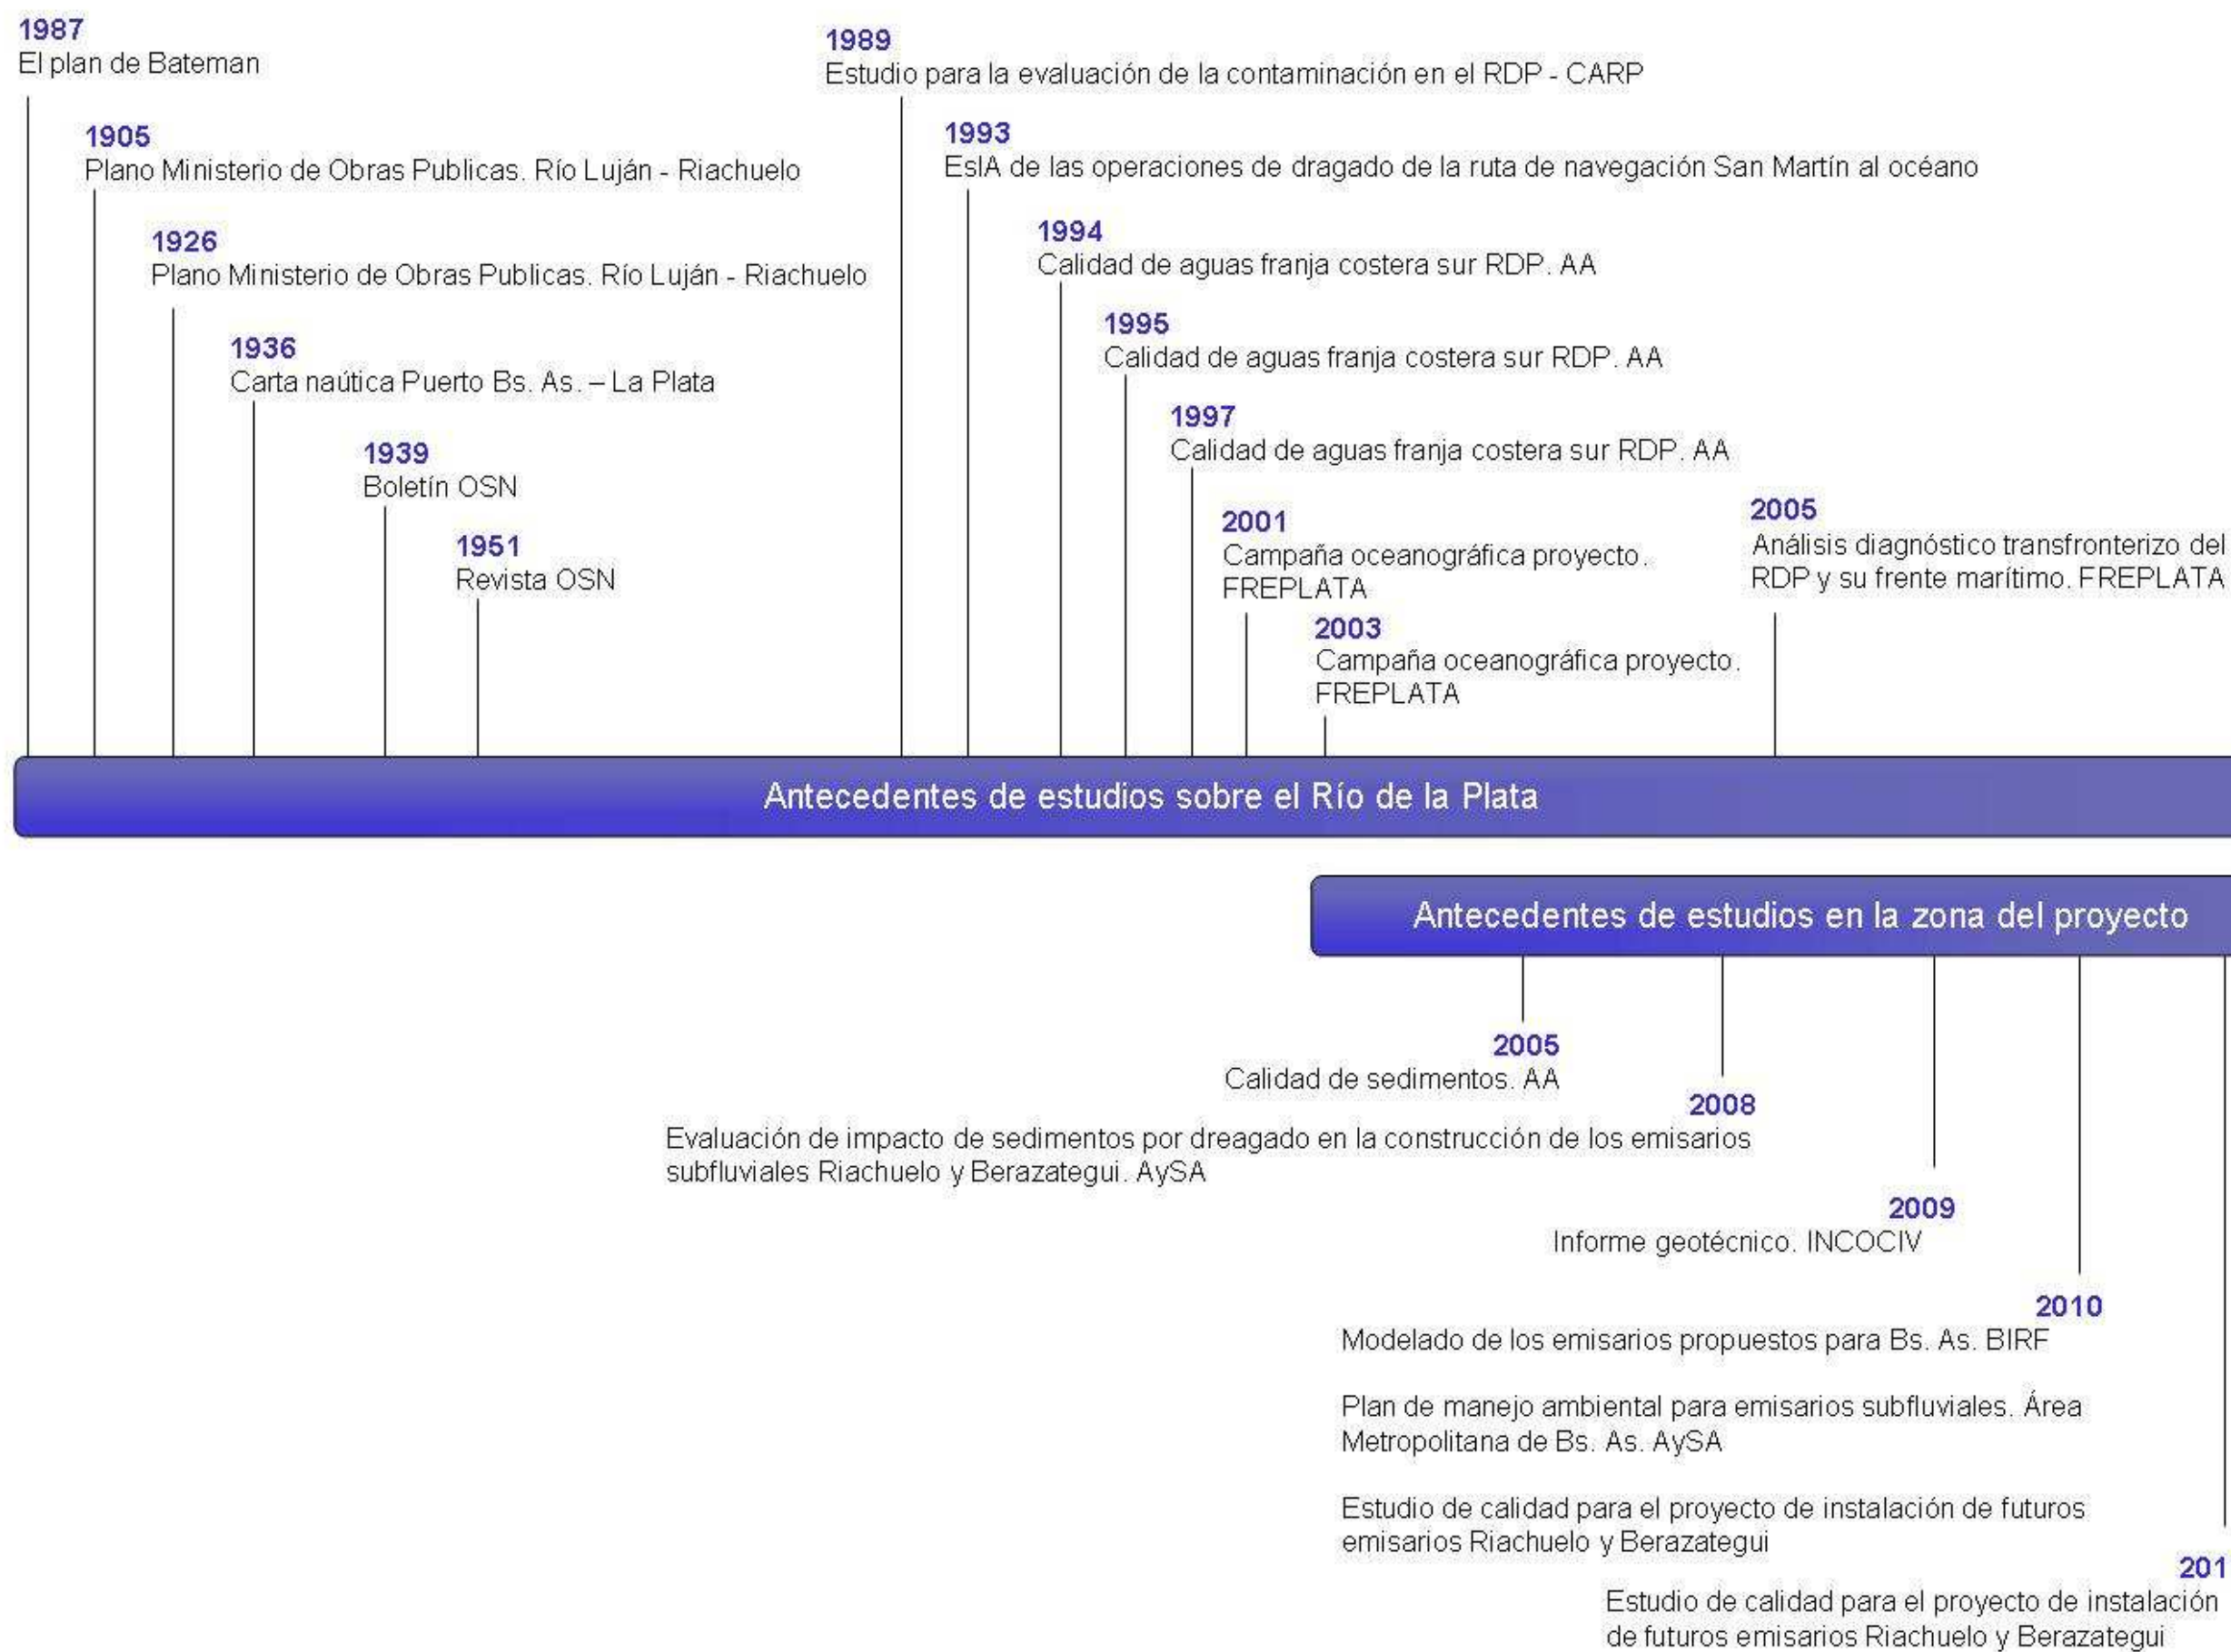 1987
El plan de Bateman
1905
Plano Ministerio de Obras Publicas. Río Luján - Riachuelo
1926
Plano Ministerio de Obras Publicas. Río Luján - Riachuelo
1936
Carta naútica Puerto Bs. As. – La Plata
1939
Boletín OSN
1951
Revista OSN
1989
Estudio para la evaluación de la contaminación en el RDP - CARP
1993
EsIA de las operaciones de dragado de la ruta de navegación San Martín al océano
1994
Calidad de aguas franja costera sur RDP. AA
1995
Calidad de aguas franja costera sur RDP. AA
1997
Calidad de aguas franja costera sur RDP. AA
2001
Campaña oceanográfica proyecto.
FREPLATA
2003
Campaña oceanográfica proyecto.
FREPLATA
2005
Análisis diagnóstico transfronterizo del
RDP y su frente marítimo. FREPLATA
Antecedentes de estudios sobre el Río de la Plata
Antecedentes de estudios en la zona del proyecto
2005
Calidad de sedimentos. AA
2008
Evaluación de impacto de sedimentos por dreagado en la construcción de los emisarios
subfluviales Riachuelo y Berazategui. AySA
2009
Informe geotécnico. INCOCIV
2010
Modelado de los emisarios propuestos para Bs. As. BIRF
Plan de manejo ambiental para emisarios subfluviales. Área
Metropolitana de Bs. As. AySA
Estudio de calidad para el proyecto de instalación de futuros
emisarios Riachuelo y Berazategui
201
Estudio de calidad para el proyecto de instalación
de futuros emisarios Riachuelo y Berazategui